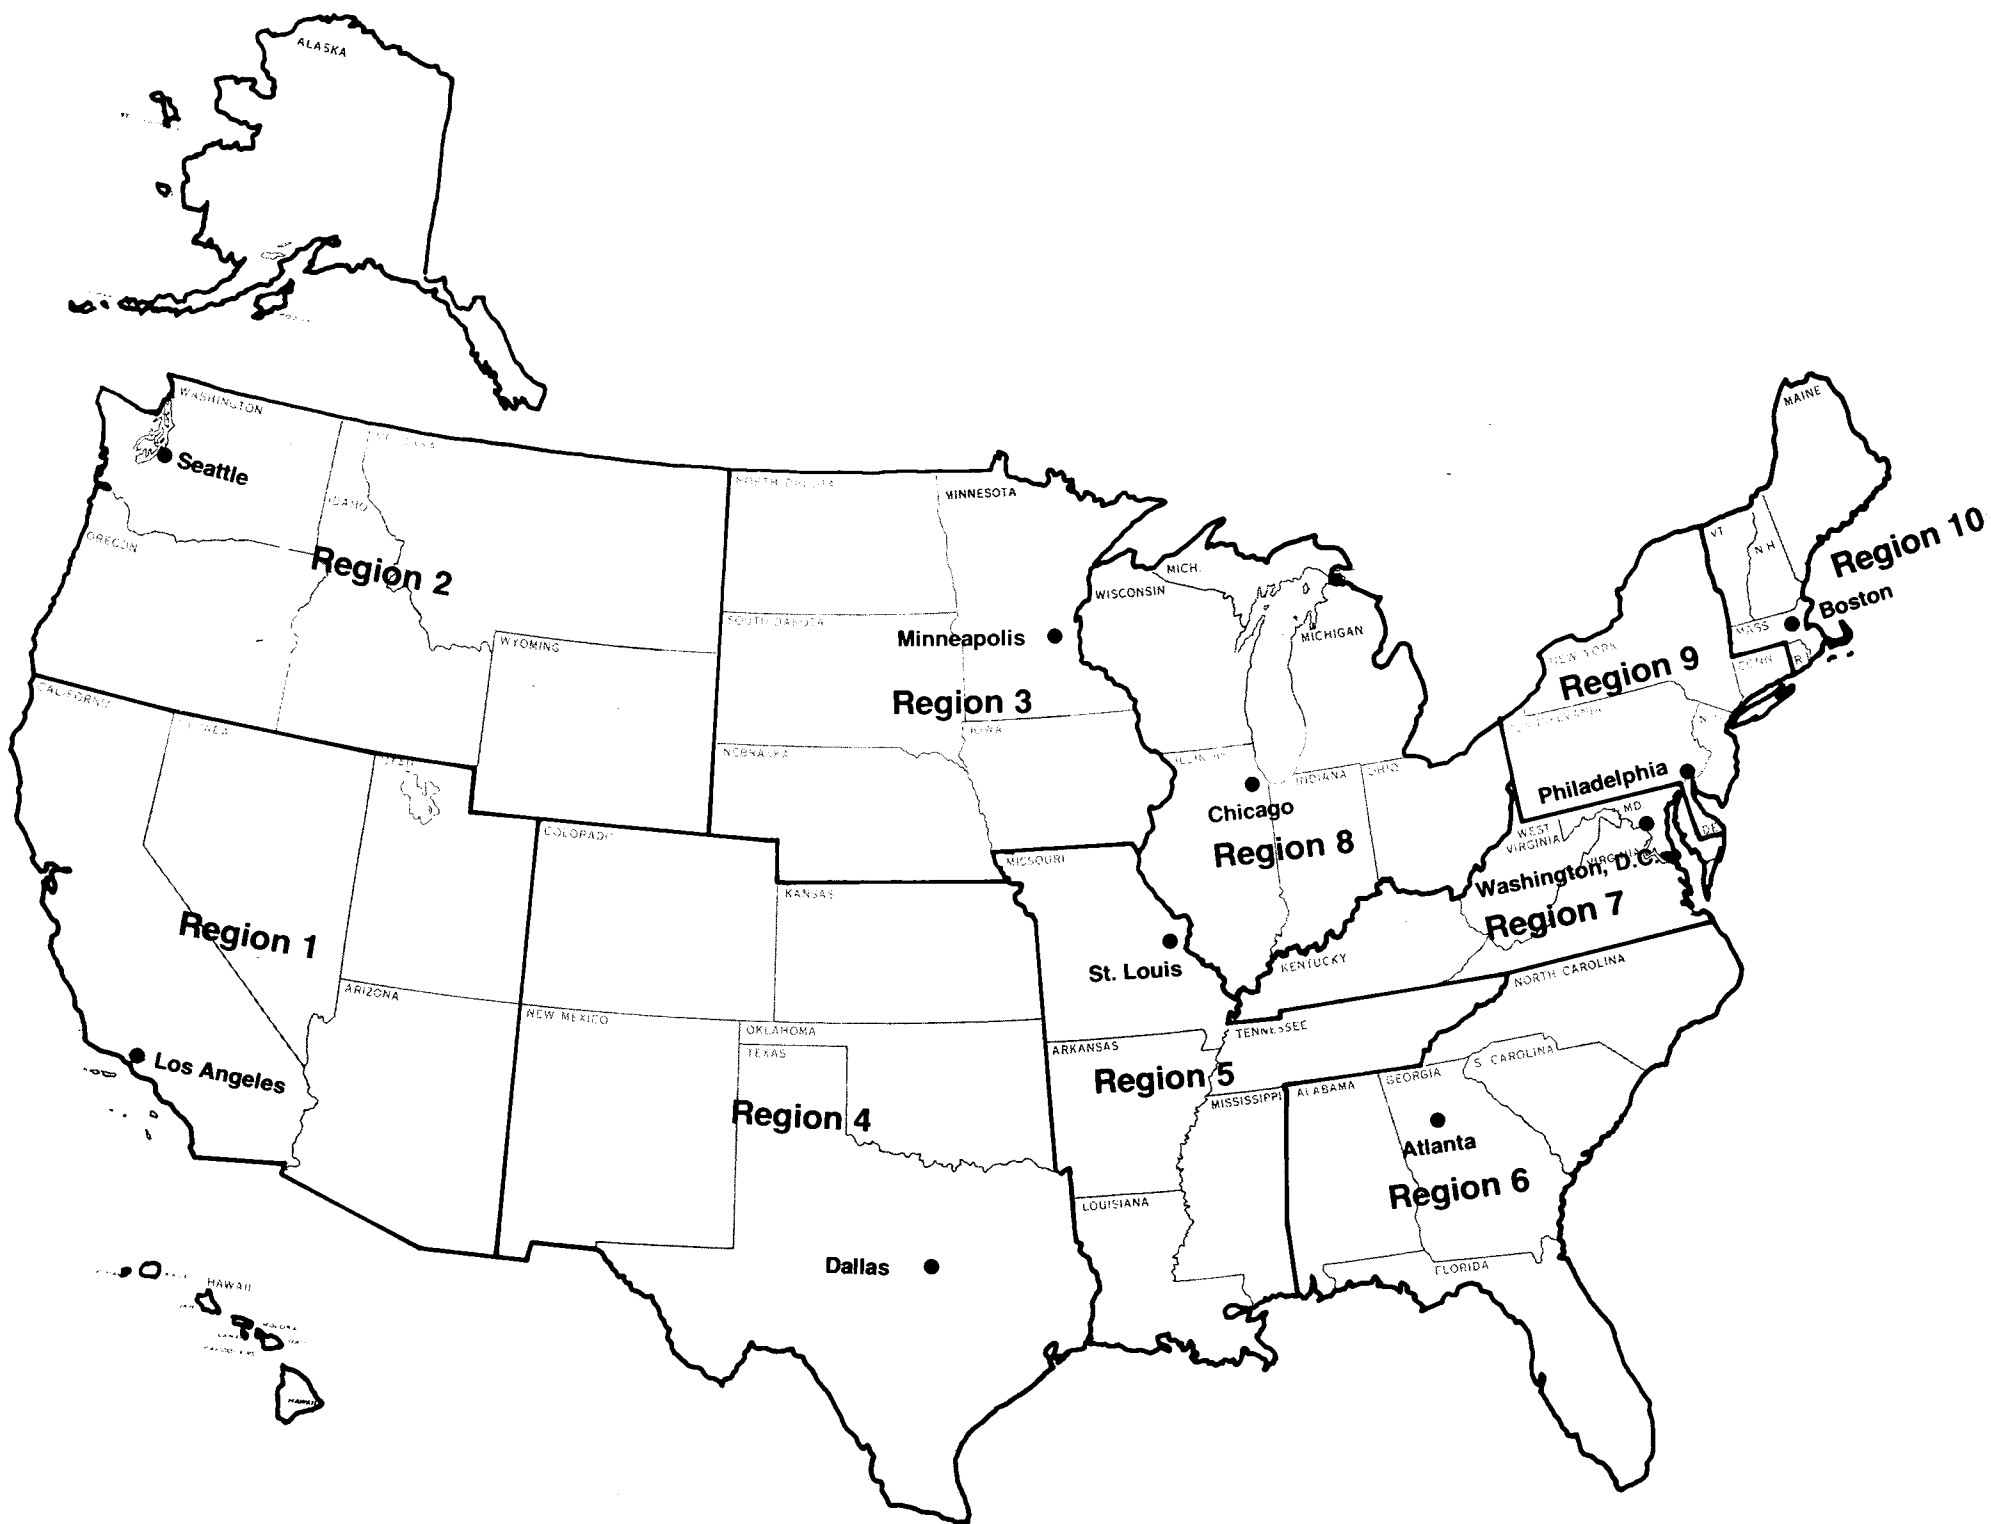 ALASKA
WASHINGTON
Seattle
OREGON
IDAHO
Region 2
WYOMING
NORTH DAKOTA
MINNESOTA
SOUTH DAKOTA
Minneapolis
Region 3
NEBRASKA
IOWA
WISCONSIN
MICH.
MICHIGAN
MAINE
VT
N H
Region 10
Boston
MASS
CONN
R I
NEW YORK
Region 9
Philadelphia
CALIFORNIA
UTAH
Region 1
Los Angeles
ARIZONA
COLORADO
NEW MEXICO
KANSAS
OKLAHOMA
TEXAS
Region 4
Dallas
MISSOURI
St. Louis
ARKANSAS
Region 5
LOUISIANA
MISSISSIPPI
TENNESSEE
KENTUCKY
Chicago
Region 8
INDIANA
OHIO
WEST
VIRGINIA
MD.
DE
VIRGINIA
Washington, D.C.
Region 7
NORTH CAROLINA
S. CAROLINA
GEORGIA
ALABAMA
Atlanta
Region 6
FLORIDA
HAWAII
HAWAII